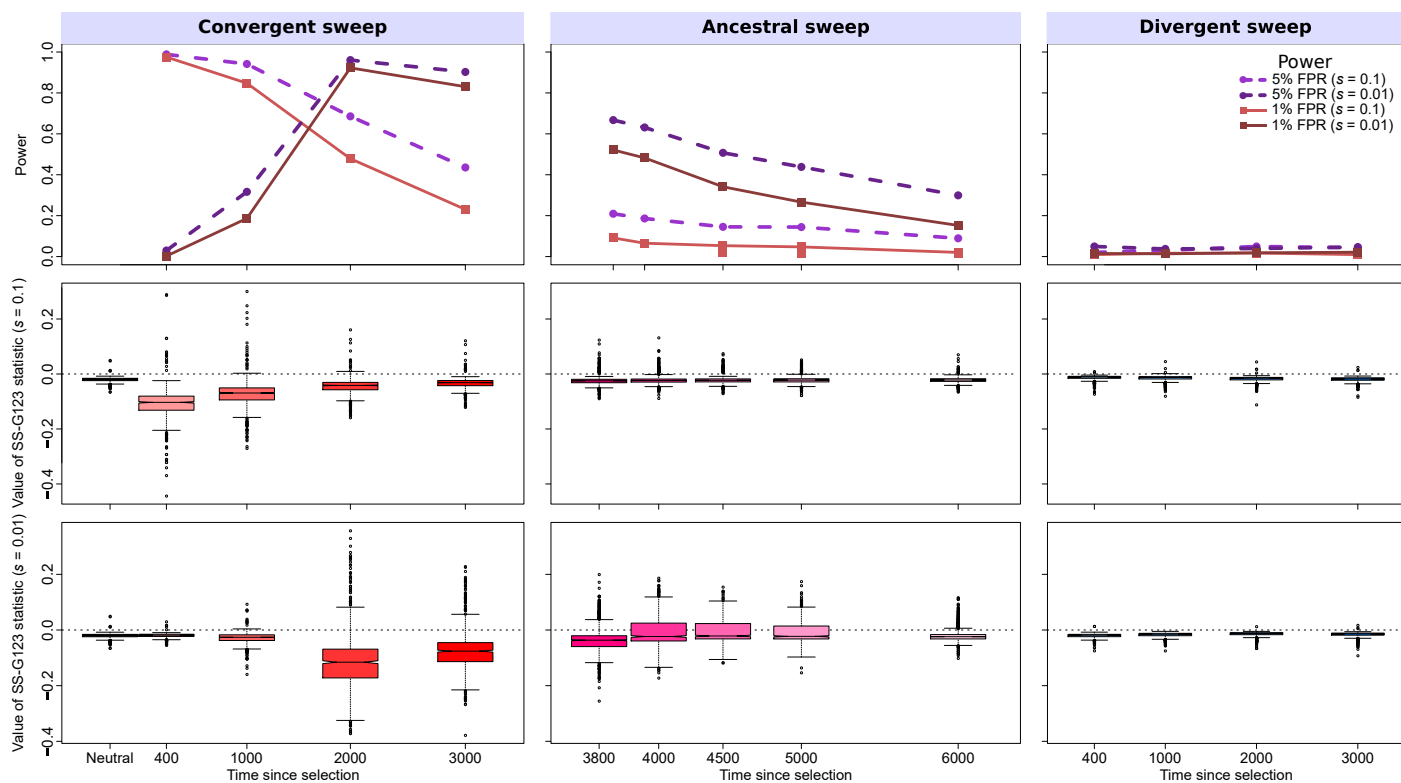 Convergent sweep
Ancestral sweep
Divergent sweep
Power
1.0
0.8
0.6
0.4
0.2
0.0
Power
5% FPR (s = 0.1)
5% FPR (s = 0.01)
1% FPR (s = 0.1)
1% FPR (s = 0.01)
Value of SS-G123 statistic (s = 0.1)
0.2
0.0
−0.2
−0.4
Value of SS-G123 statistic (s = 0.01)
0.2
0.0
−0.2
−0.4
Neutral 400 1000 2000 3000
Time since selection
3800 4000 4500 5000 6000
Time since selection
400 1000 2000 3000
Time since selection